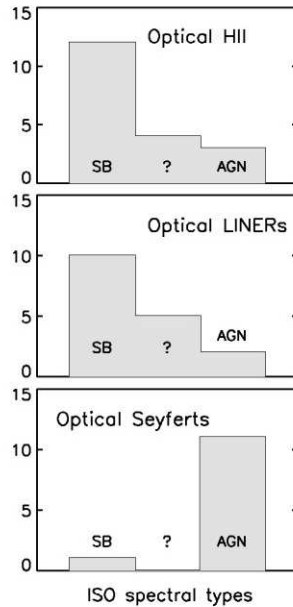 15
Optical HII
10
5
SB ? AGN
0
15
Optical LINERs
10
5
AGN
SB ?
0
15
Optical Seyferts
10
5
SB ? AGN
0
ISO spectral types